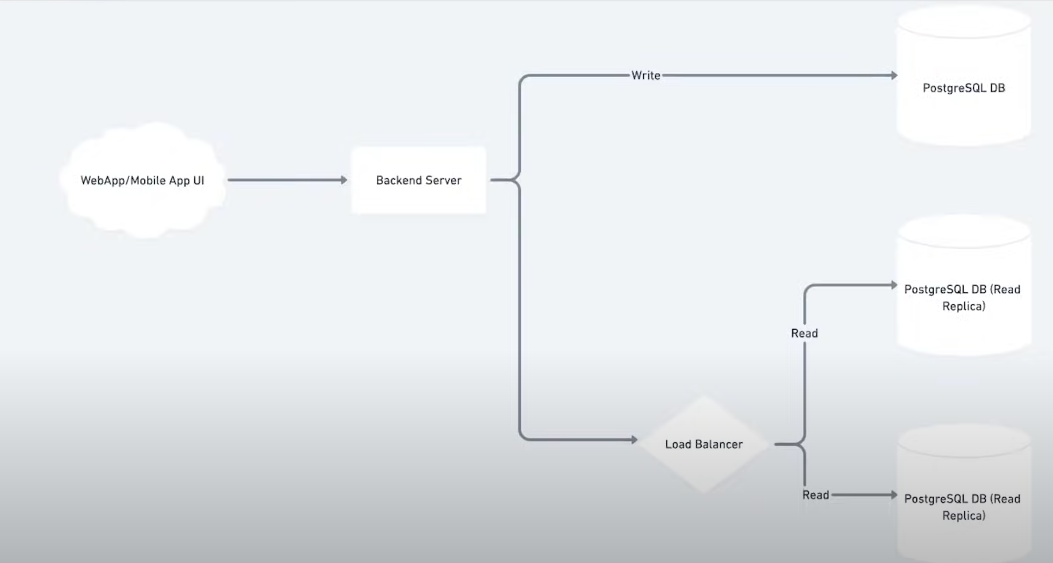 WebApp/Mobile App UI
Backend Server
Write
PostgreSQL DB
PostgreSQL DB (Read
Replica)
Read
Load Balancer
Read
PostgreSQL DB (Read
Replica)